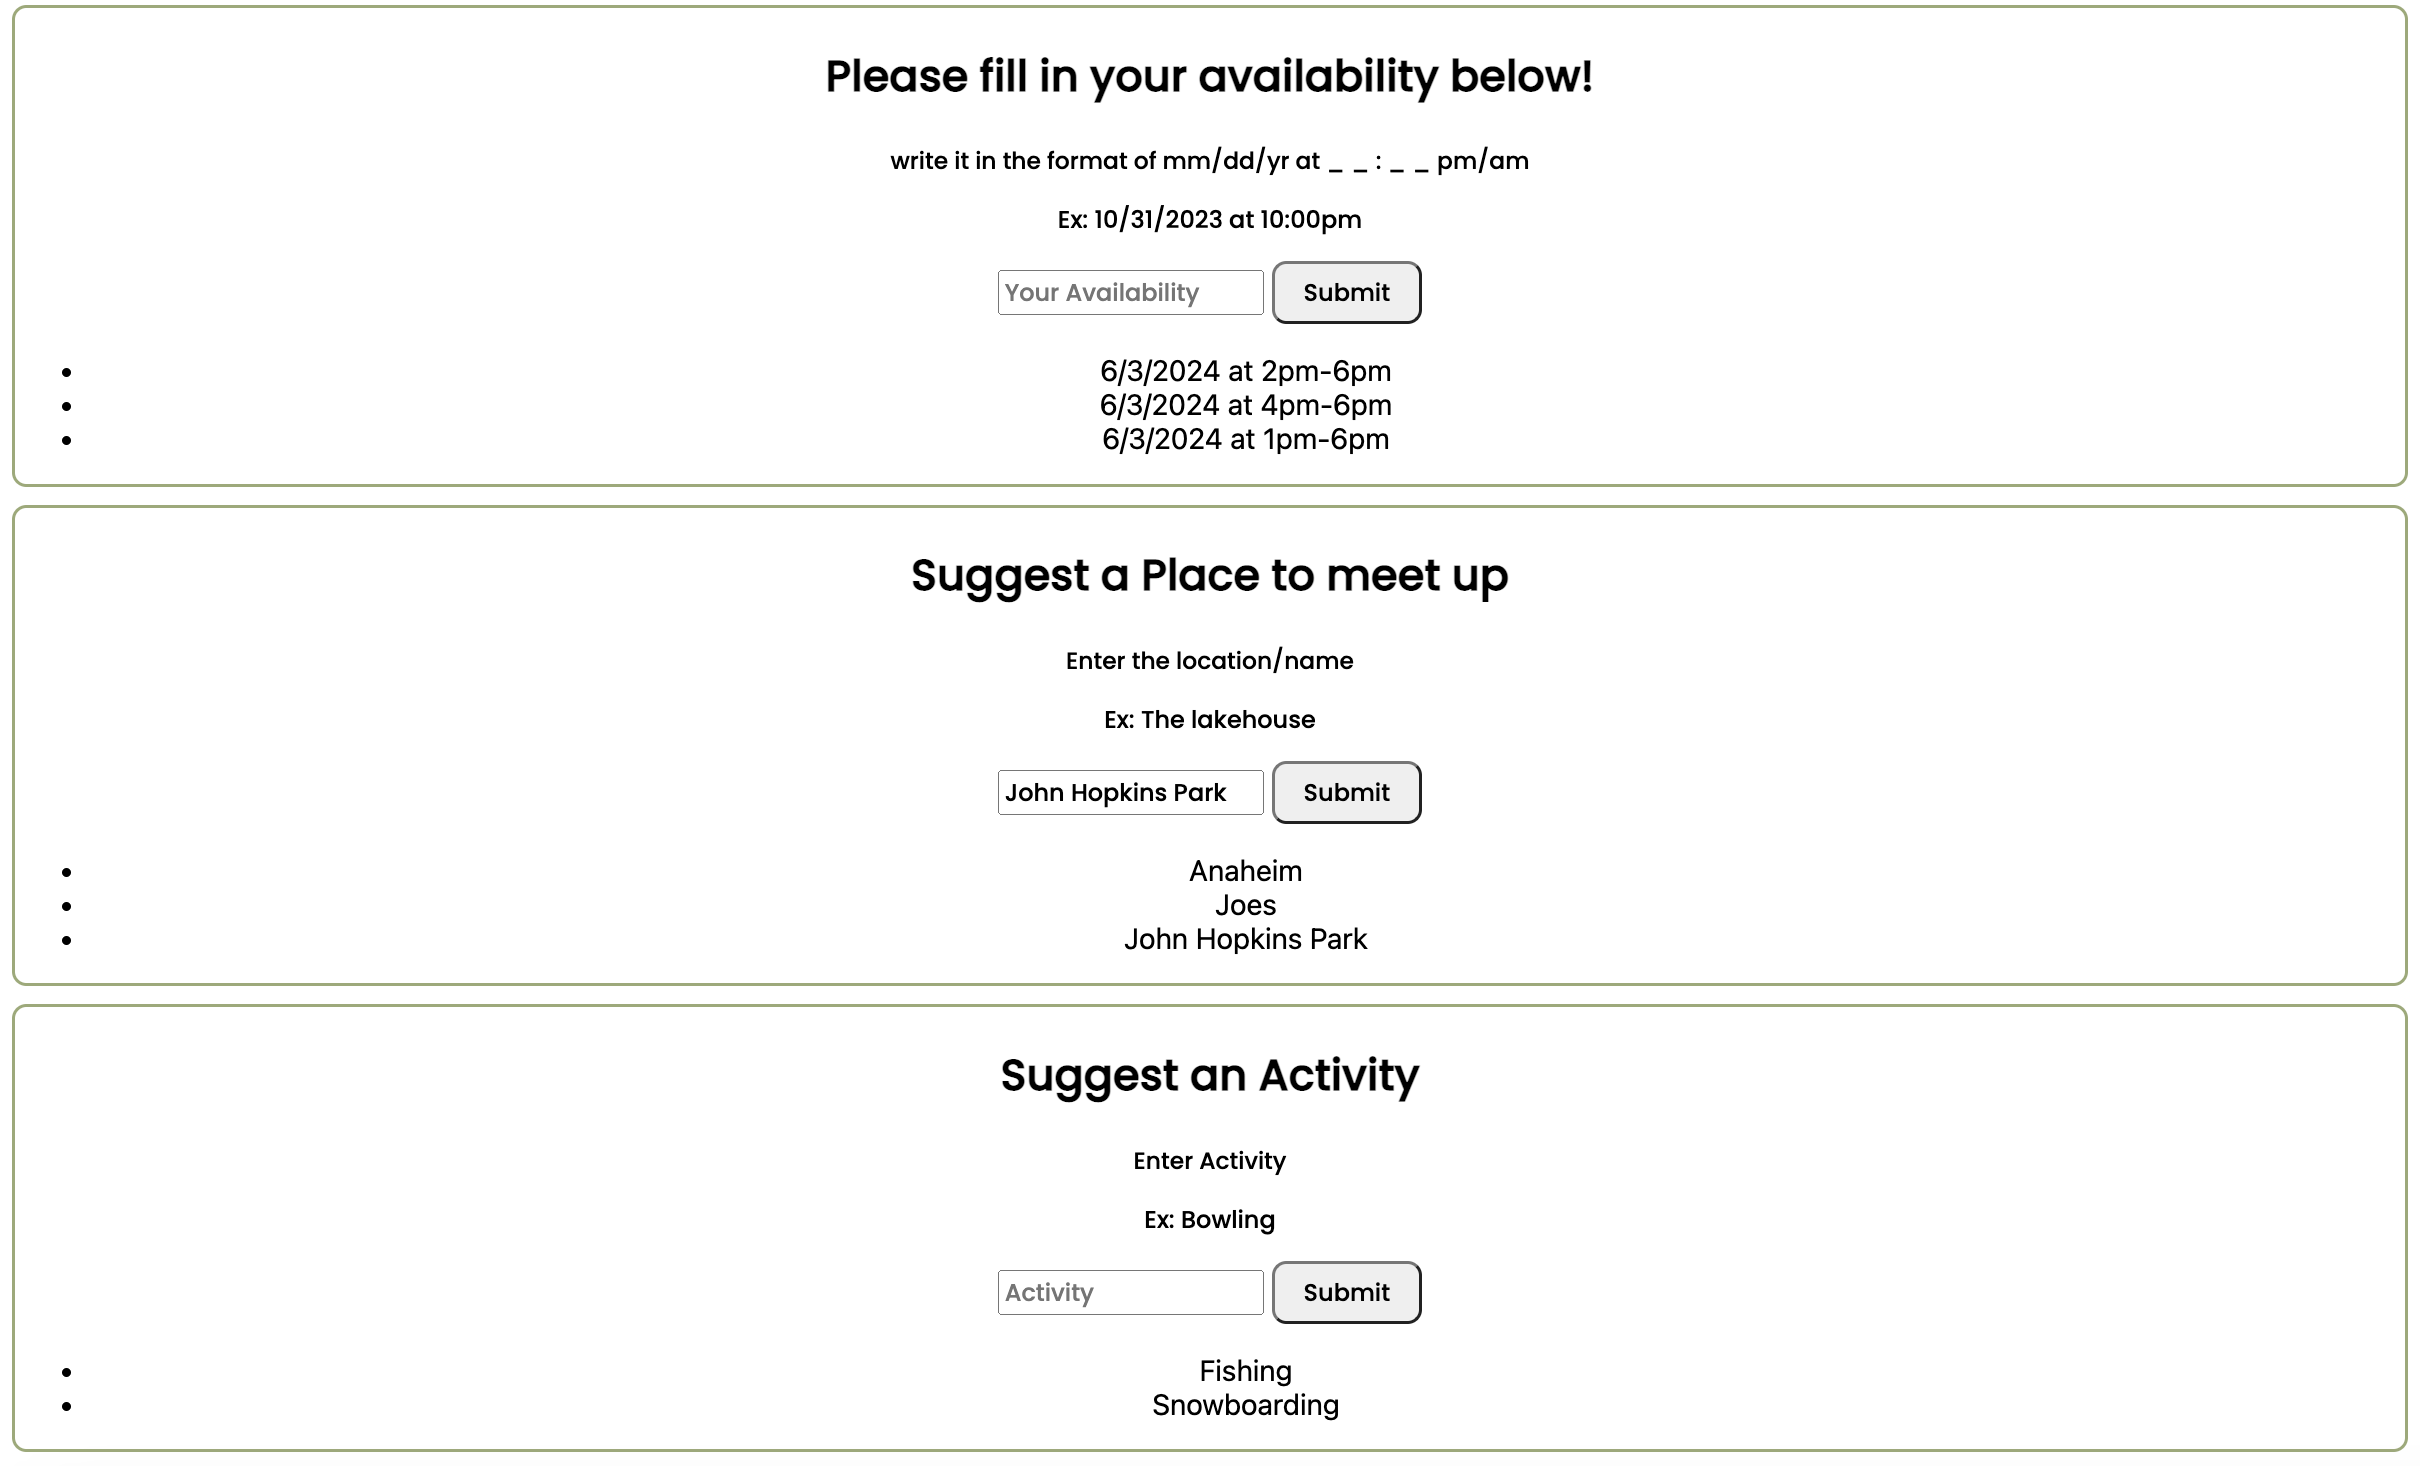 Please fill in your availability below!
write it in the format of mm/dd/yr at _ _ : _ _ pm/am
Ex: 10/31/2023 at 10:00pm
Your Availability Submit
• 6/3/2024 at 2pm-6pm
• 6/3/2024 at 4pm-6pm
• 6/3/2024 at 1pm-6pm
Suggest a Place to meet up
Enter the location/name
Ex: The lakehouse
John Hopkins Park Submit
• Anaheim
• Joes
• John Hopkins Park
Suggest an Activity
Enter Activity
Ex: Bowling
Activity Submit
• Fishing
• Snowboarding